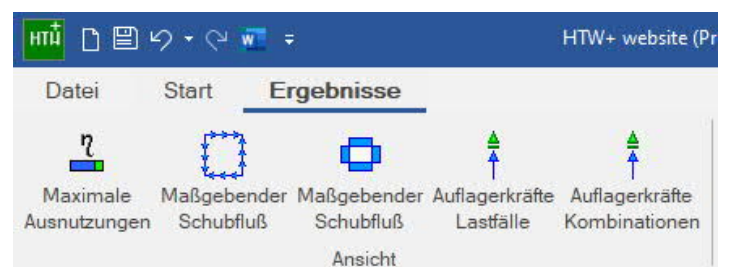 HTW+ website (Pr
Datei Start Ergebnisse
η
Maximale Maßgebender Maßgebender Auflagerkräfte Auflagerkräfte
Ausnutzungen Schubfluß Schubfluß Lastfälle Kombinationen
Ansicht